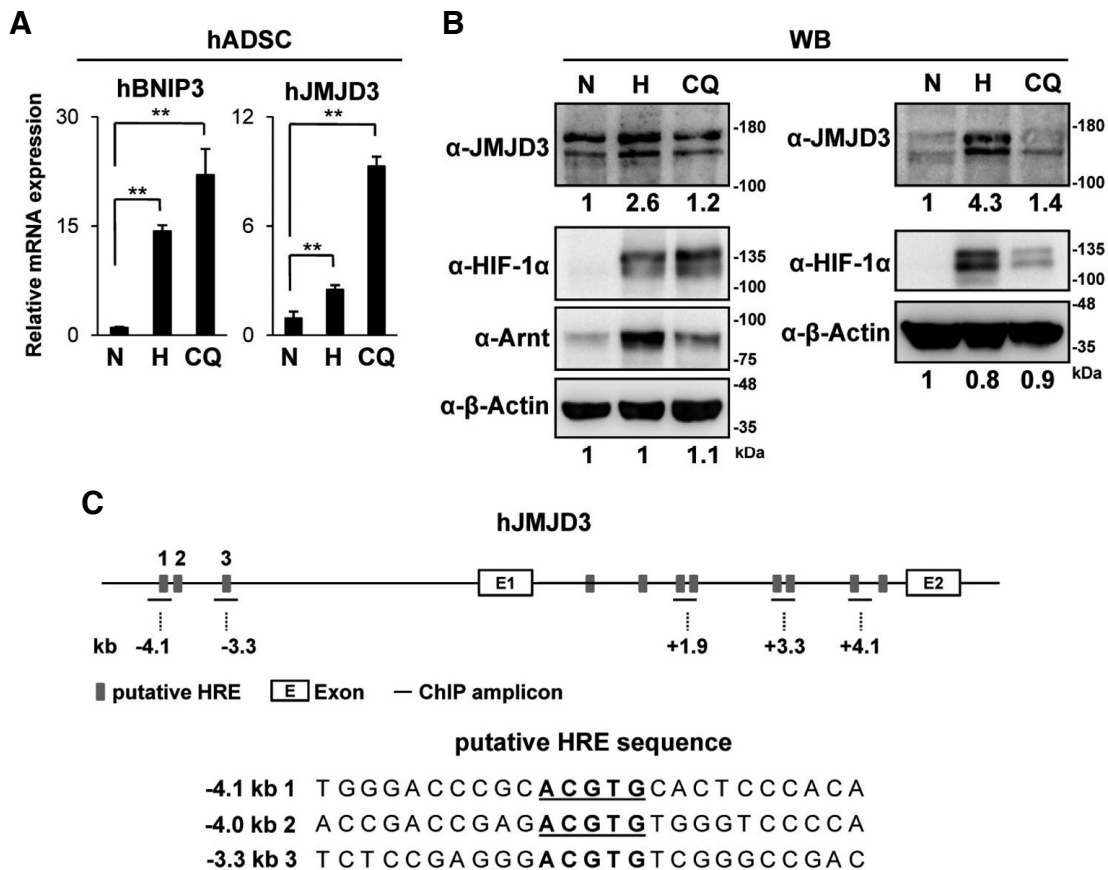 A
hADSC
hBNIP3 hJMJD3
Relative mRNA expression
30
15
0
**
**
N H CQ
12
6
0
**
**
N H CQ
B
WB
N H CQ
α-JMJD3
-180
-100
1 2.6 1.2
α-HIF-1α
-135
-100
α-Arnt
-100
-75
α-β-Actin
-48
-35
1 1 1.1 kDa
N H CQ
α-JMJD3
-180
-100
1 4.3 1.4
α-HIF-1α
-135
-100
α-β-Actin
-48
-35
1 0.8 0.9 kDa
C
hJMJD3
1 2 3
E1 E2
kb -4.1 -3.3 +1.9 +3.3 +4.1
putative HRE E Exon ChIP amplicon
putative HRE sequence
-4.1 kb 1 T G G G A C C C G C A C G T G C A C T C C C A C A
-4.0 kb 2 A C C G A C C G A G A C G T G T G G G T C C C C A
-3.3 kb 3 T C T C C G A G G G A C G T G T C G G G C C G A C